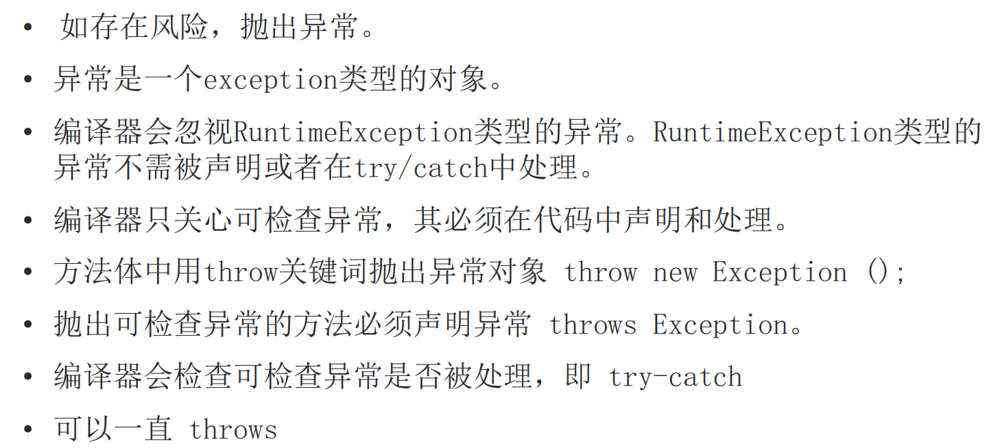 • 如存在风险，抛出异常。
• 异常是一个exception类型的对象。
• 编译器会忽视RuntimeException类型的异常。RuntimeException类型的
异常不需被声明或者在try/catch中处理。
• 编译器只关心可检查异常，其必须在代码中声明和处理。
• 方法体中用throw关键词抛出异常对象 throw new Exception ();
• 抛出可检查异常的方法必须声明异常 throws Exception。
• 编译器会检查可检查异常是否被处理，即 try-catch
• 可以一直 throws